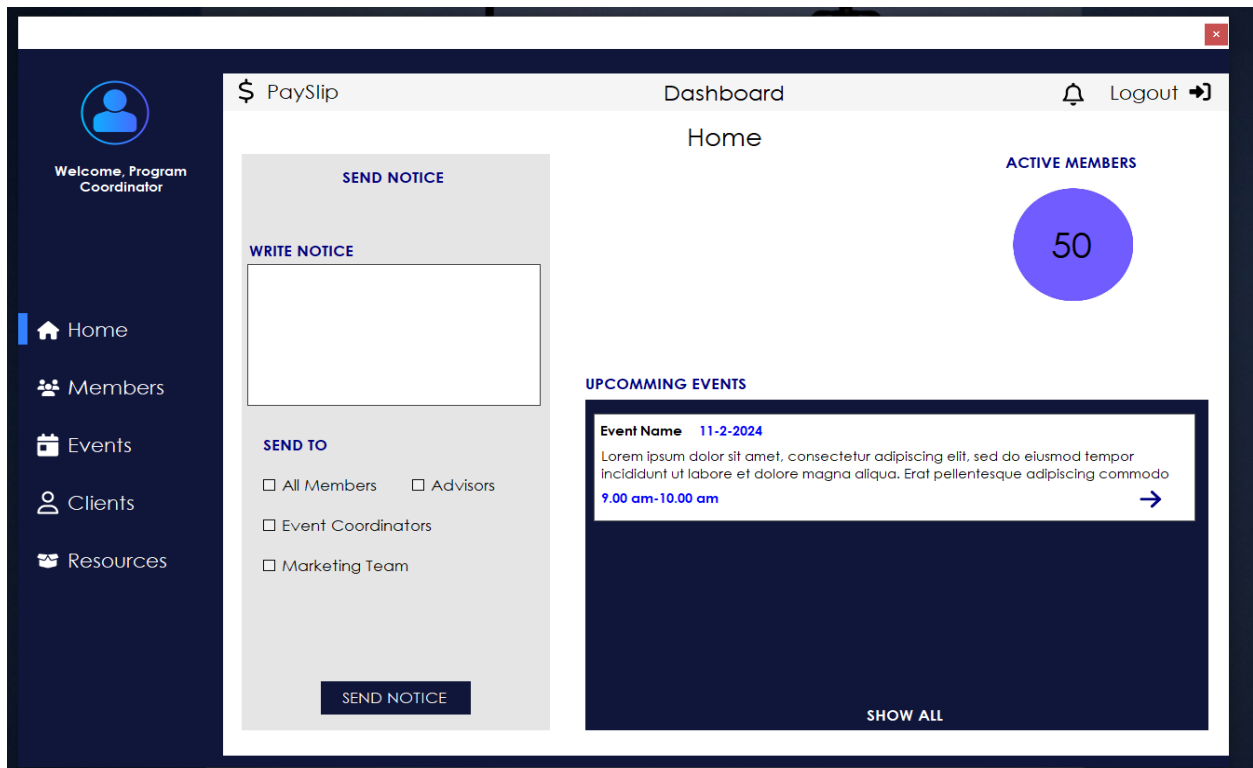 PaySlip
Dashboard
Logout
Welcome, Program
Coordinator
Home
Members
Events
Clients
Resources
Home
SEND NOTICE
WRITE NOTICE
SEND TO
All Members
Advisors
Event Coordinators
Marketing Team
SEND NOTICE
ACTIVE MEMBERS
50
UPCOMMING EVENTS
Event Name 11-2-2024
Lorem ipsum dolor sit amet, consectetur adipiscing elit, sed do eiusmod tempor
incididunt ut labore et dolore magna aliqua. Erat pellentesque adipiscing commodo
9.00 am-10.00 am
SHOW ALL